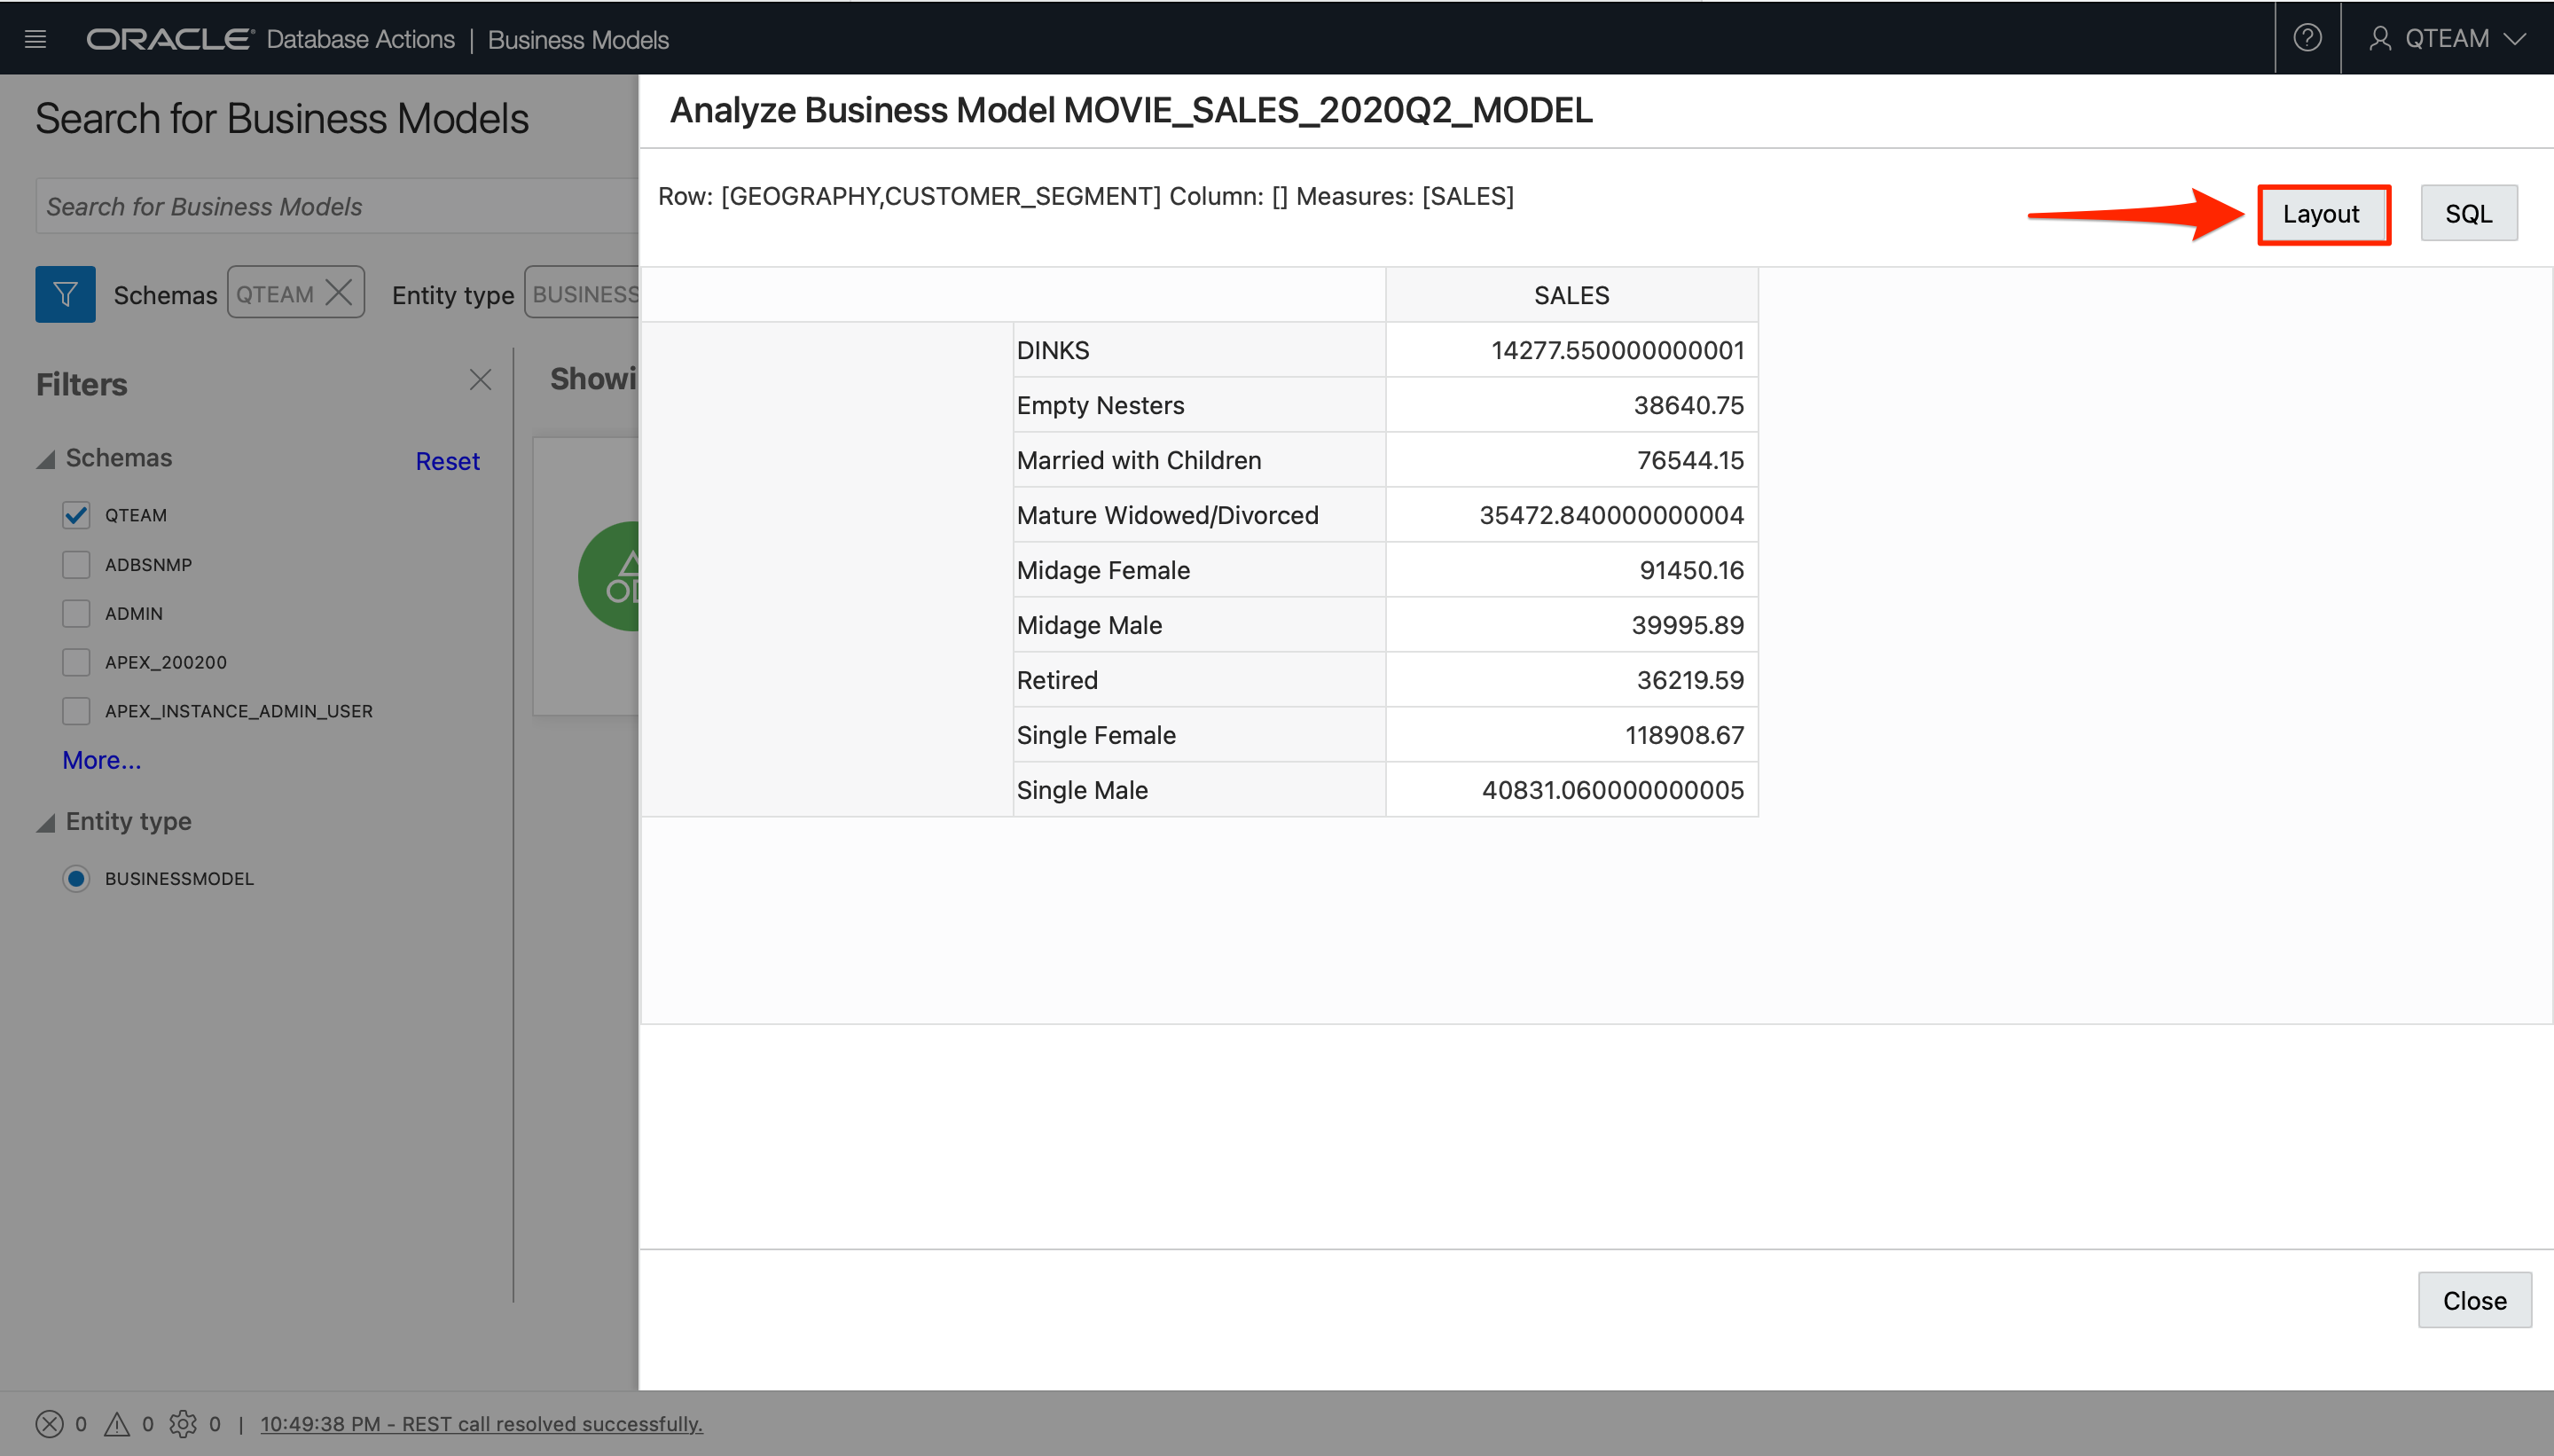 ORACLE Database Actions | Business Models
QTEAM
Search for Business Models
Search for Business Models
Schemas QTEAM Entity type BUSINESS
Filters
Schemas Reset
QTEAM
ADBSNMP
ADMIN
APEX_200200
APEX_INSTANCE_ADMIN_USER
More...
Entity type
BUSINESSMODEL
Showi
Analyze Business Model MOVIE_SALES_2020Q2_MODEL
Row: [GEOGRAPHY,CUSTOMER_SEGMENT] Column: [] Measures: [SALES]
Layout SQL
SALES
DINKS 14277.550000000001
Empty Nesters 38640.75
Married with Children 76544.15
Mature Widowed/Divorced 35472.840000000004
Midage Female 91450.16
Midage Male 39995.89
Retired 36219.59
Single Female 118908.67
Single Male 40831.060000000005
Close
0 0 0 | 10:49:38 PM - REST call resolved successfully.